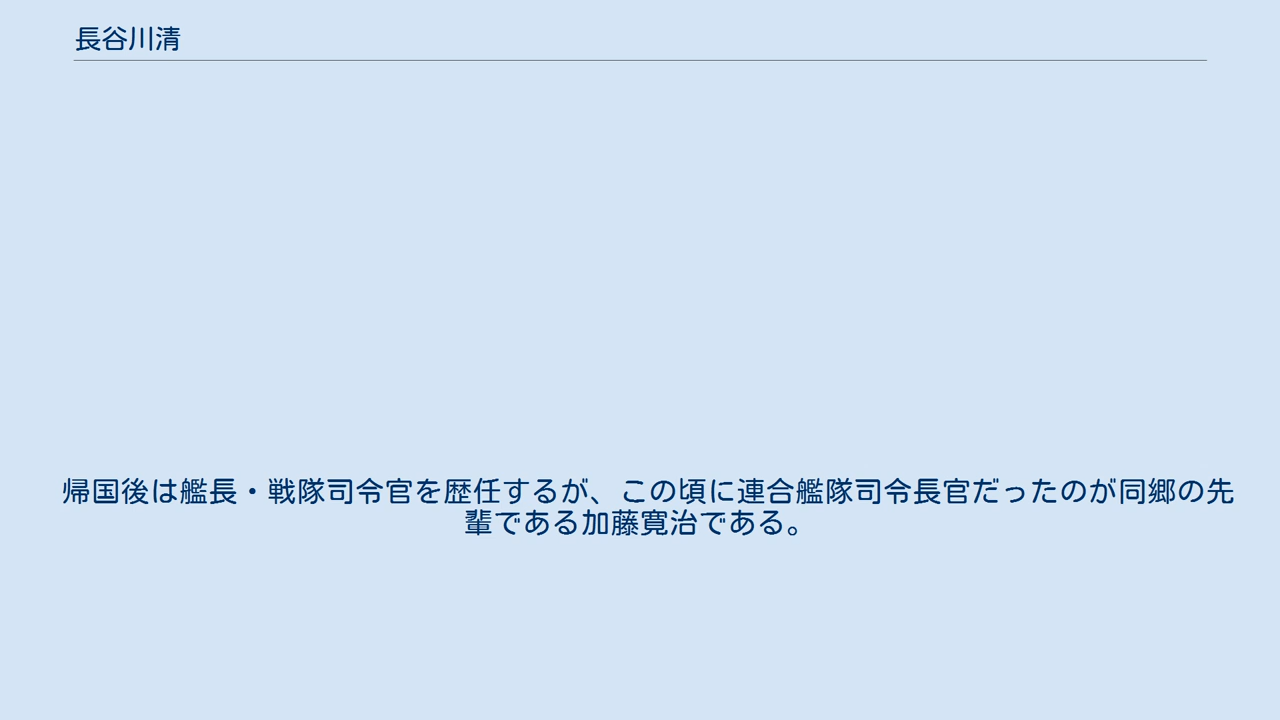 長谷川清
帰国後は艦長・戦隊司令官を歴任するが、この頃に連合艦隊司令長官だったのが同郷の先
輩である加藤寛治である。